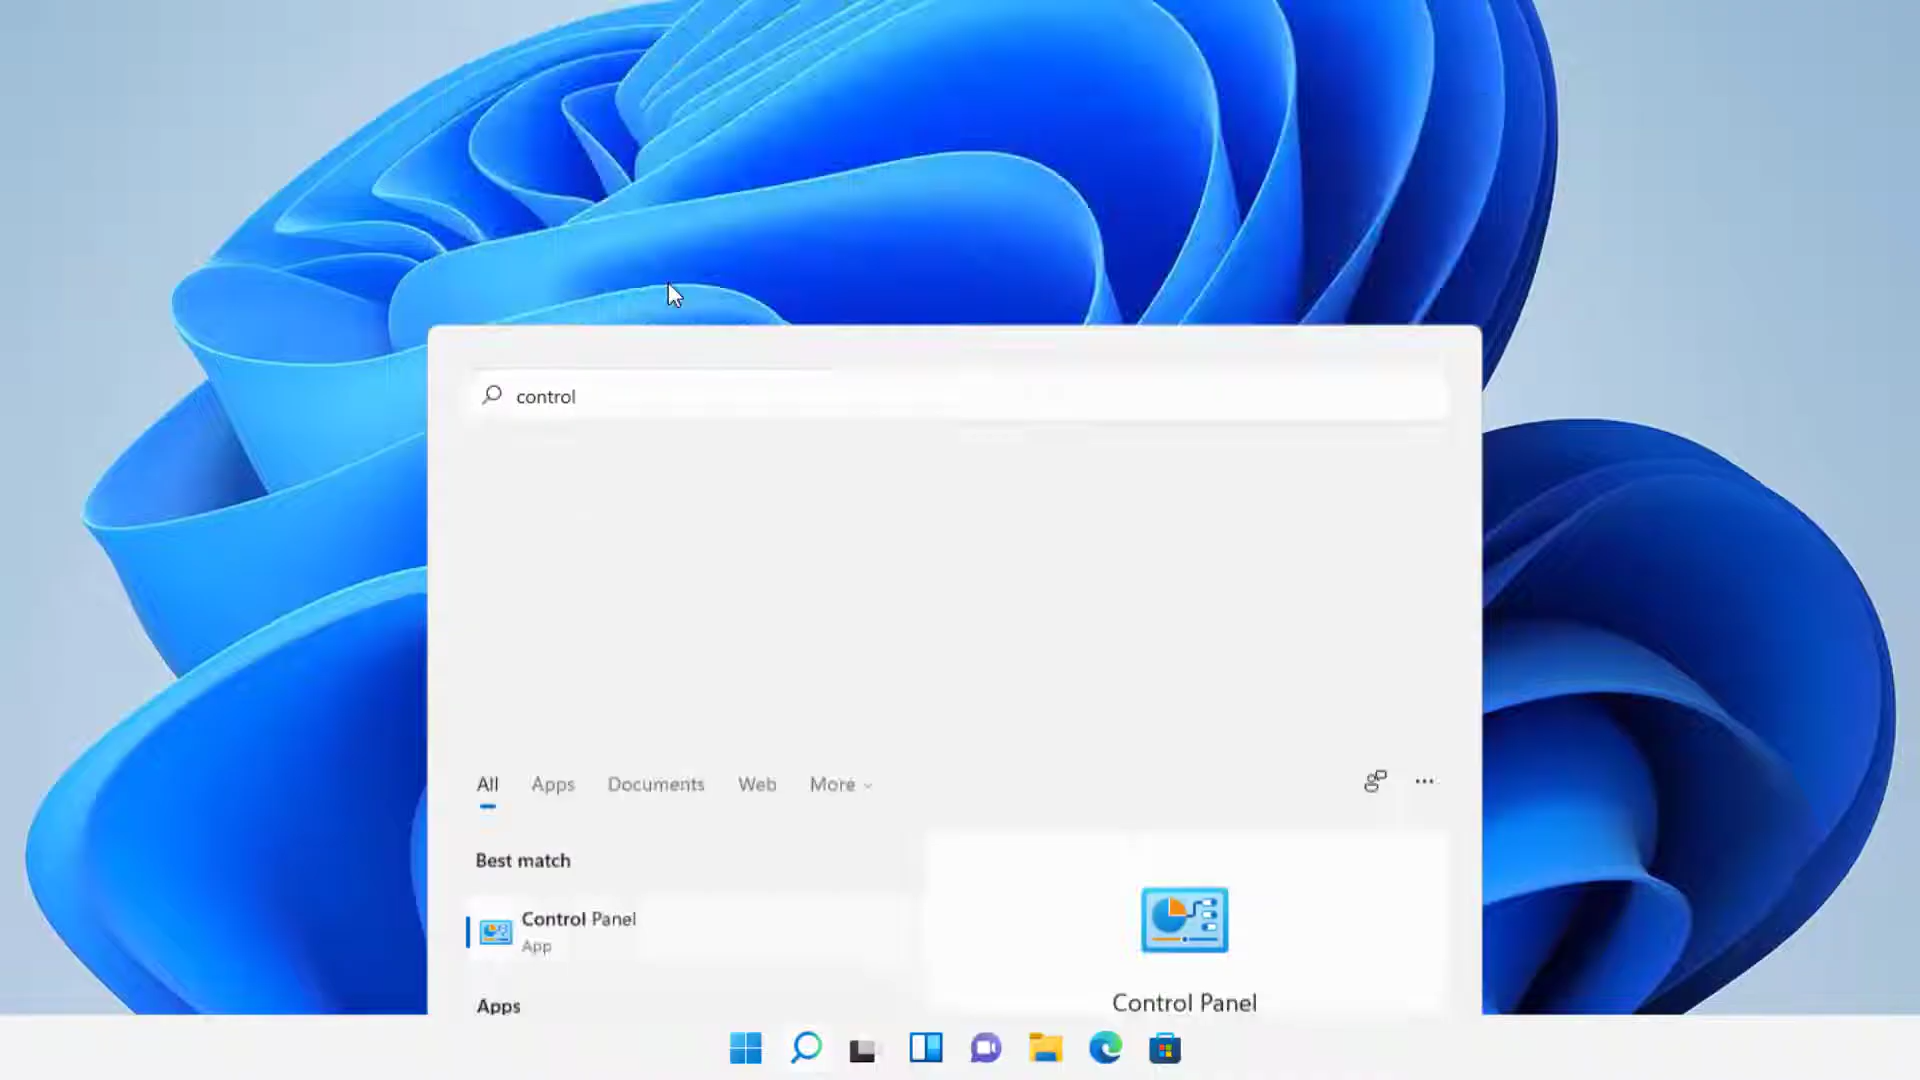 control
All Apps Documents Web More
Best match
Control Panel
App
Apps
Control Panel